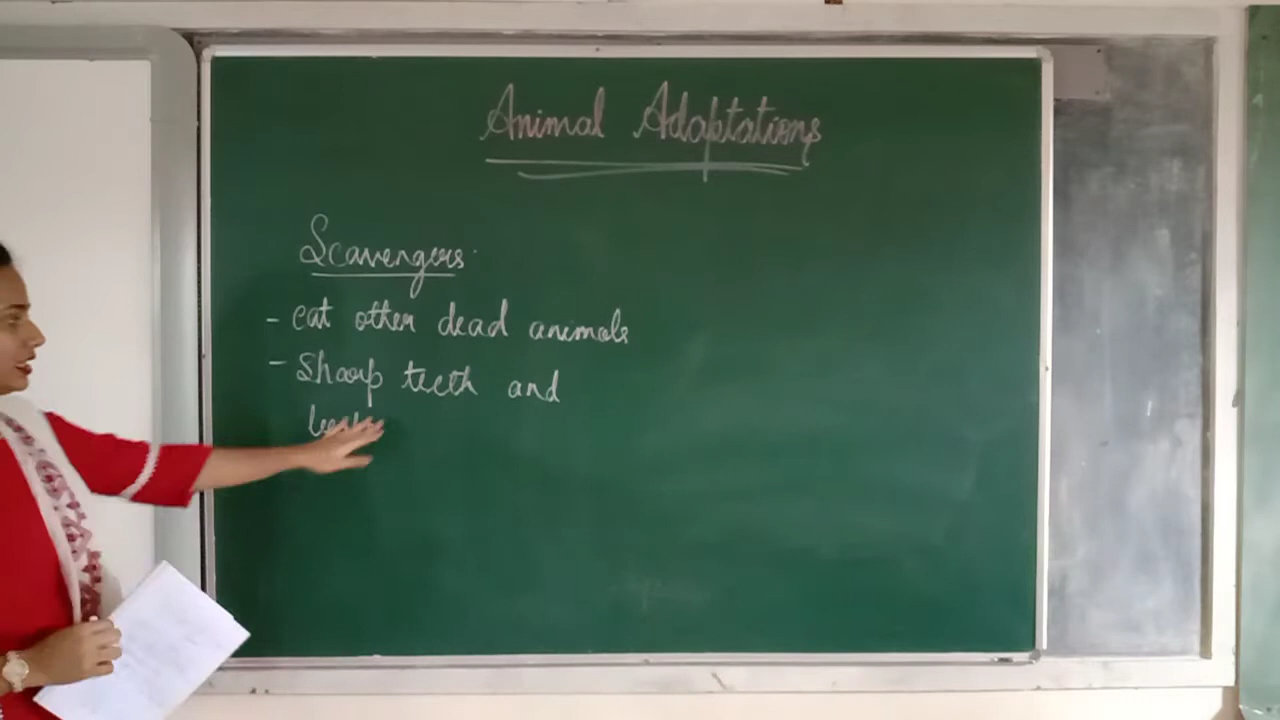 Animal Adaptations
Scavengers.
- eat other dead animals
- Sharp teeth and